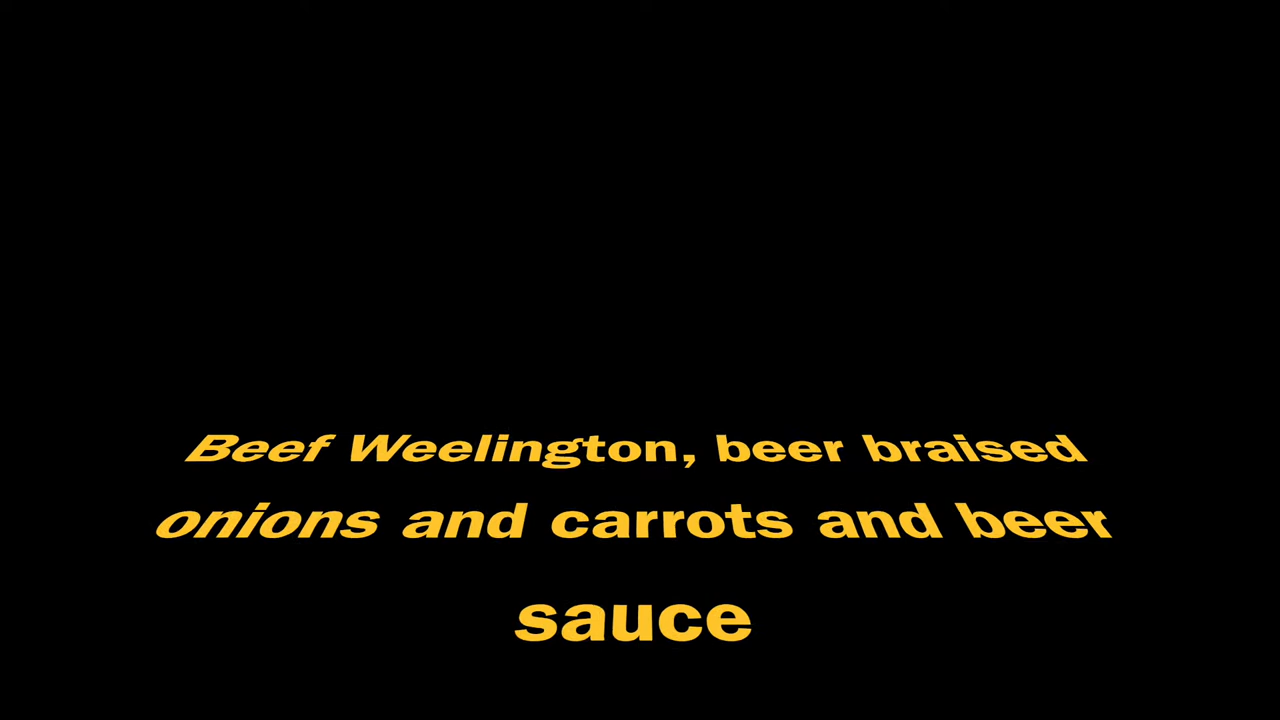 Beef Weelington, beer braised
onions and carrots and beer
sauce